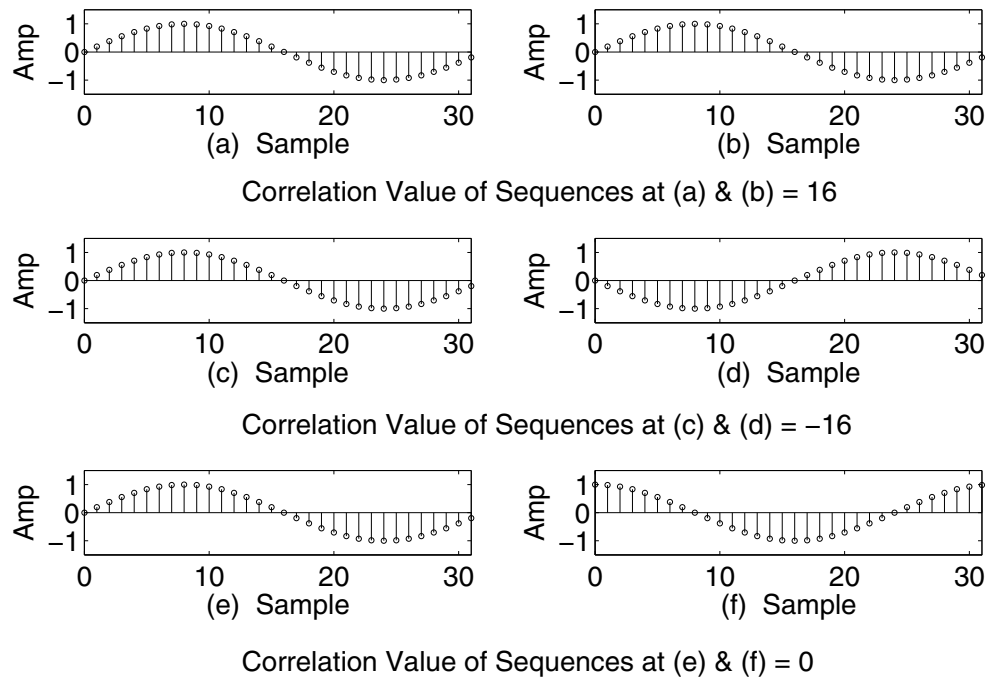 Amp
1
0
−1
0 10 20 30
(a) Sample
Amp
1
0
−1
0 10 20 30
(b) Sample
Correlation Value of Sequences at (a) & (b) = 16
Amp
1
0
−1
0 10 20 30
(c) Sample
Amp
1
0
−1
0 10 20 30
(d) Sample
Correlation Value of Sequences at (c) & (d) = −16
Amp
1
0
−1
0 10 20 30
(e) Sample
Amp
1
0
−1
0 10 20 30
(f) Sample
Correlation Value of Sequences at (e) & (f) = 0